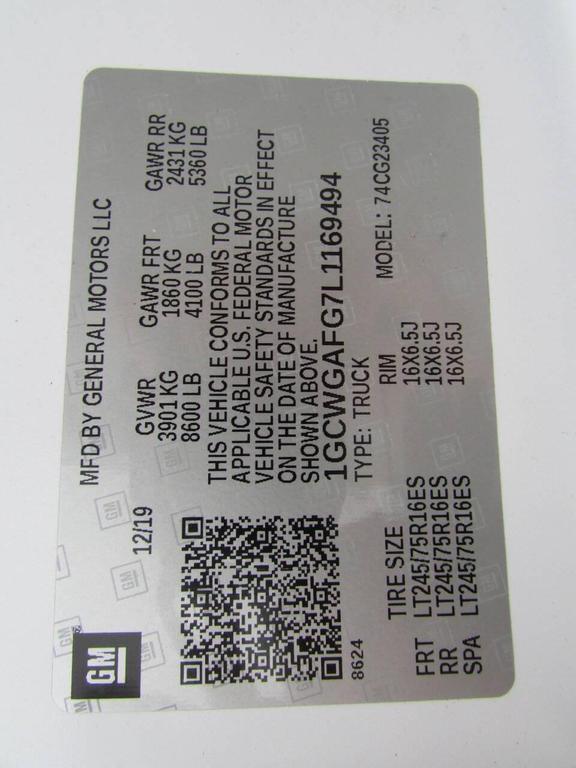 GM
MFD BY GENERAL MOTORS LLC
12/19
GVWR GAWR FRT GAWR RR
3901 KG 1860 KG 2431 KG
8600 LB 4100 LB 5360 LB
THIS VEHICLE CONFORMS TO ALL
APPLICABLE U.S. FEDERAL MOTOR
VEHICLE SAFETY STANDARDS IN EFFECT
ON THE DATE OF MANUFACTURE
SHOWN ABOVE.
1GCWGAFG7L1169494
8624
TYPE: TRUCK MODEL: 74CG23405
TIRE SIZE RIM
FRT LT245/75R16ES 16X6.5J
RR LT245/75R16ES 16X6.5J
SPA LT245/75R16ES 16X6.5J